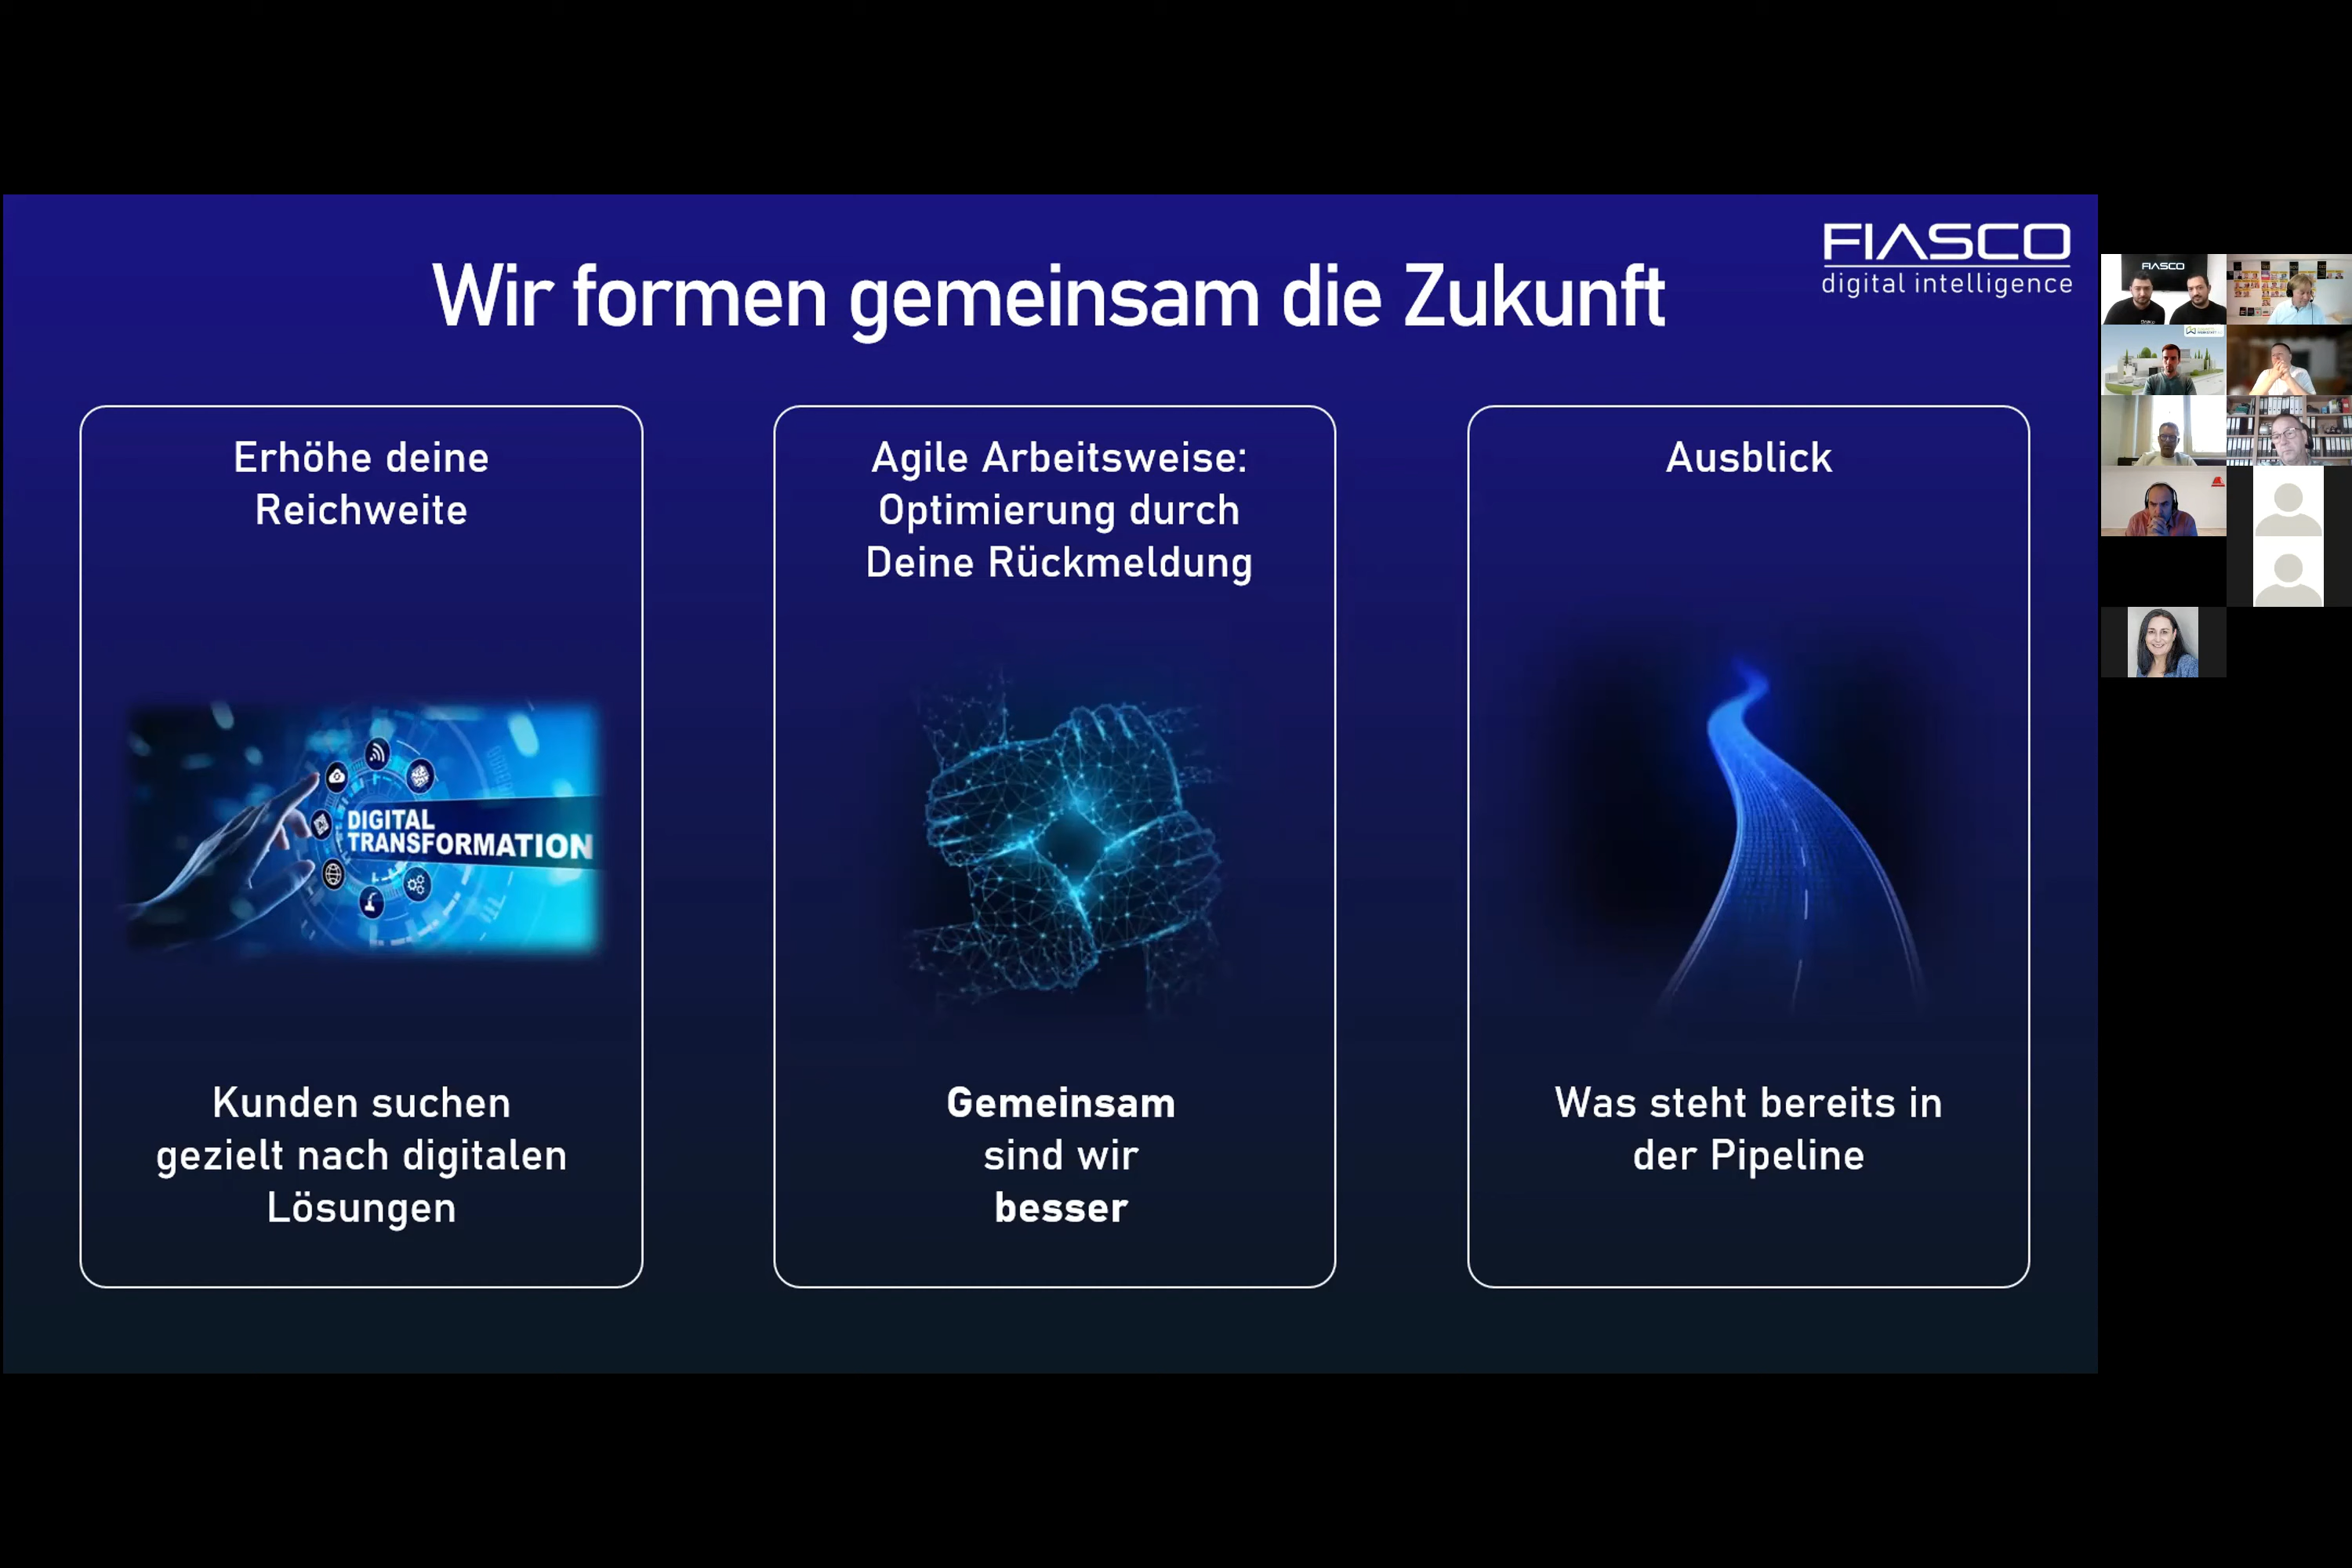 FIASCO
digital intelligence
Wir formen gemeinsam die Zukunft
Erhöhe deine
Reichweite
DIGITAL
TRANSFORMATION
Kunden suchen
gezielt nach digitalen
Lösungen
Agile Arbeitsweise:
Optimierung durch
Deine Rückmeldung
Gemeinsam
sind wir
besser
Ausblick
Was steht bereits in
der Pipeline
FIASCO